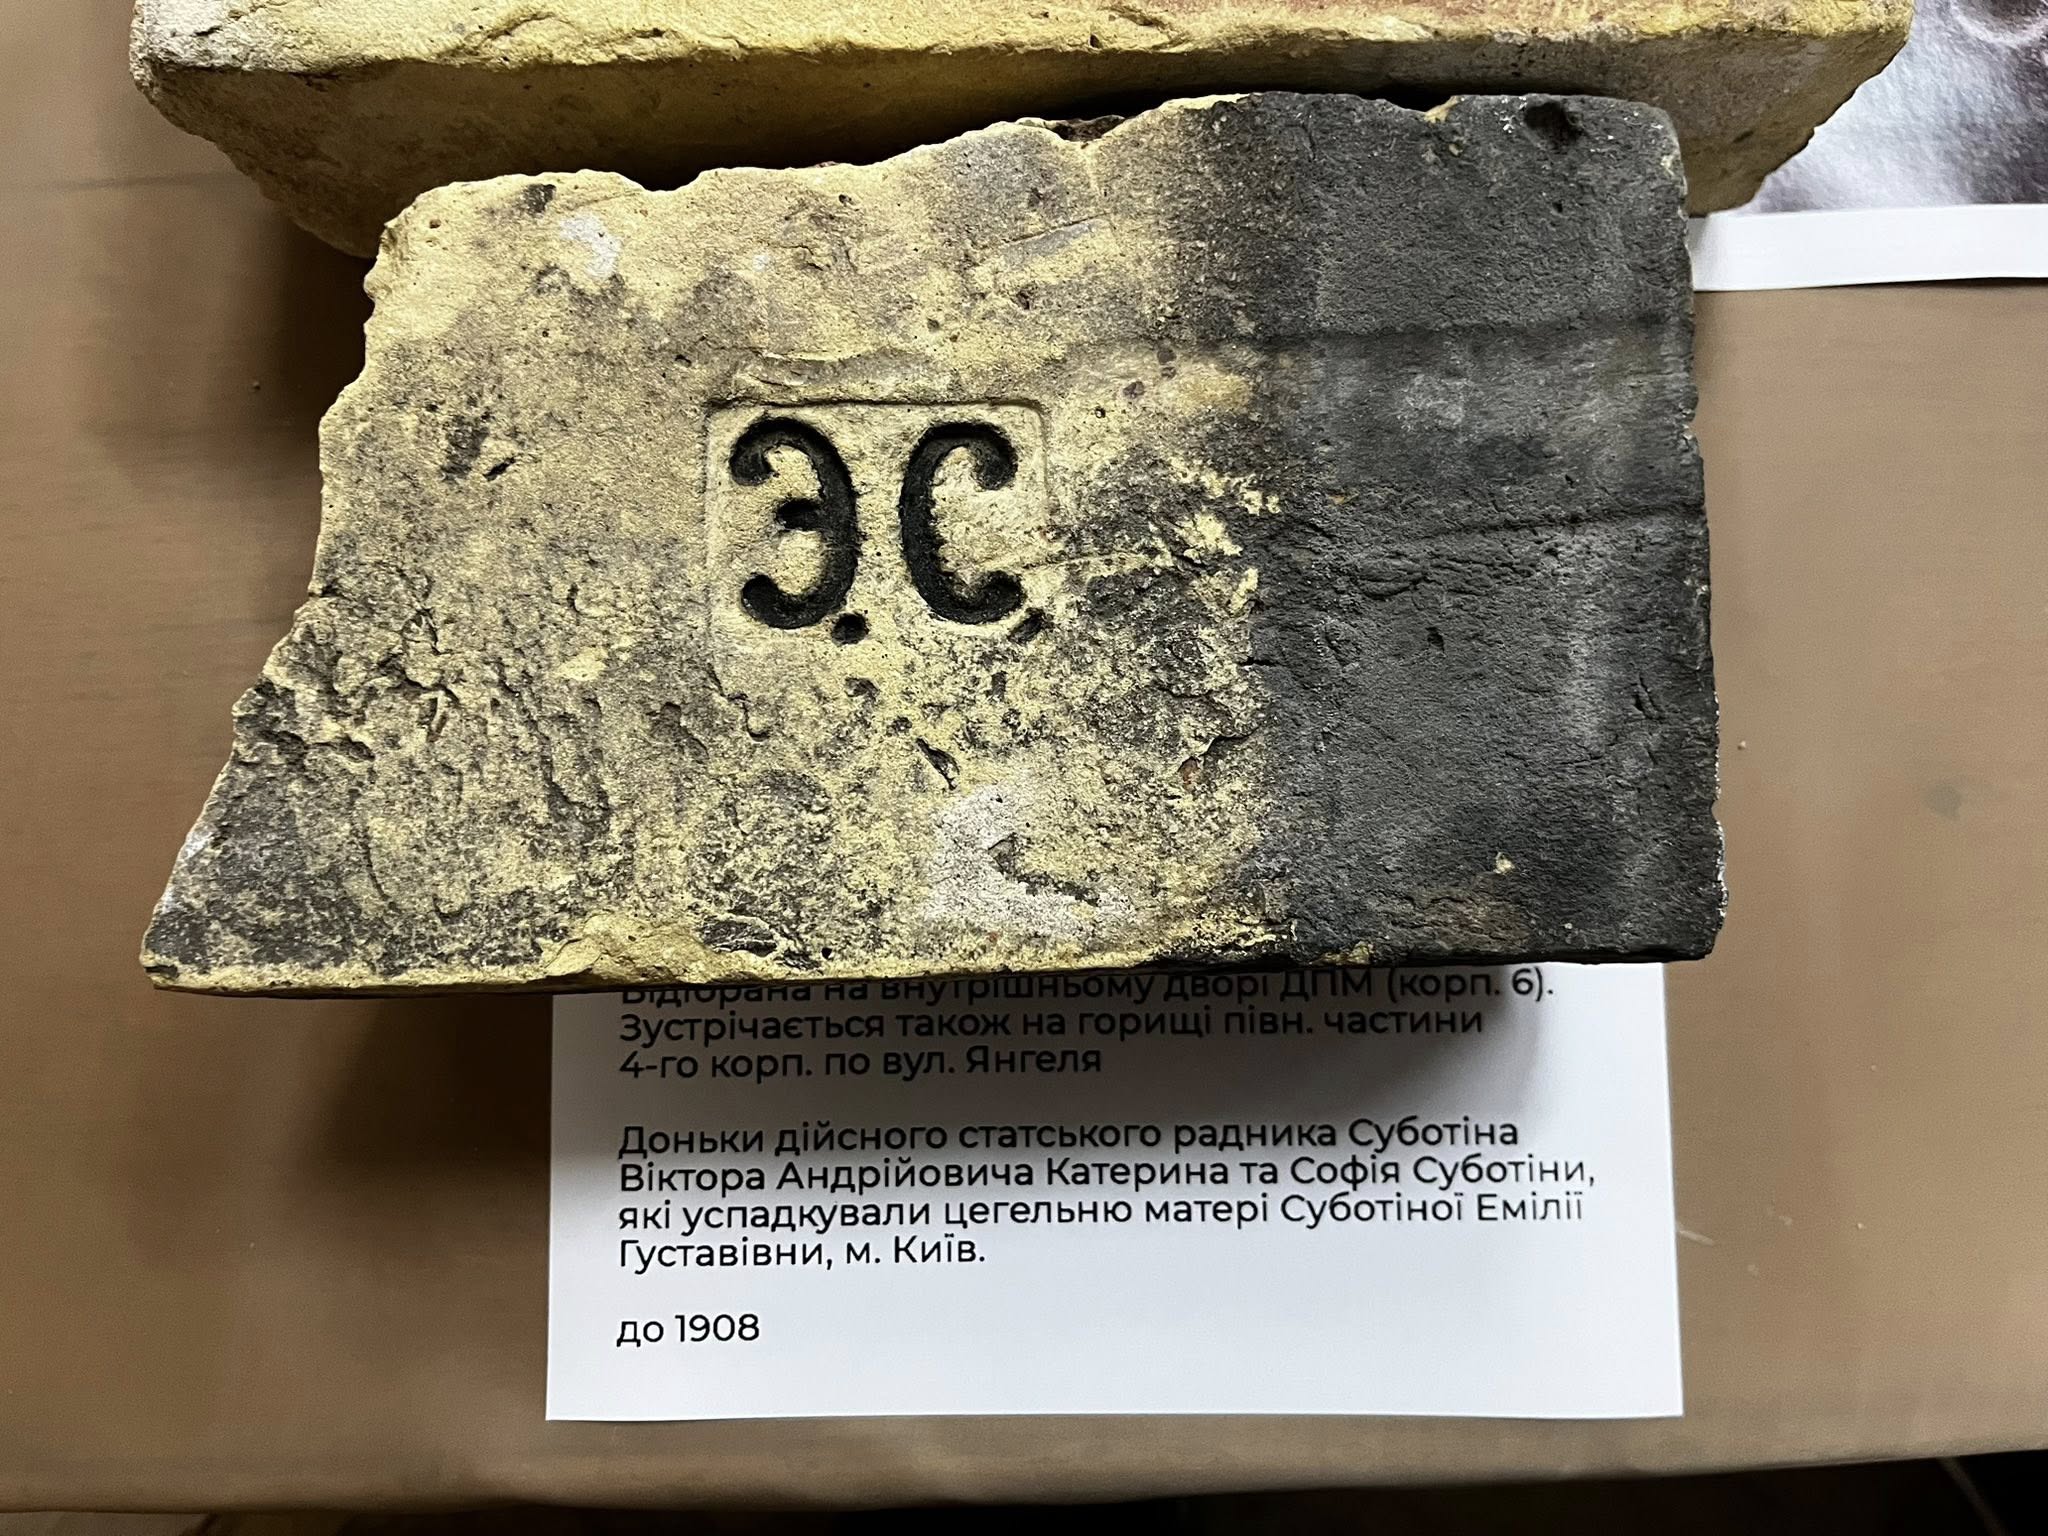 Э.С.
Відібрана на внутрішньому дворі ДПМ (корп. 6).
Зустрічається також на горищі півн. частини
4-го корп. по вул. Янгеля
Доньки дійсного статського радника Суботіна
Віктора Андрійовича Катерина та Софія Суботіни,
які успадкували цегельню матері Суботіної Емілії
Густавівни, м. Київ.
до 1908